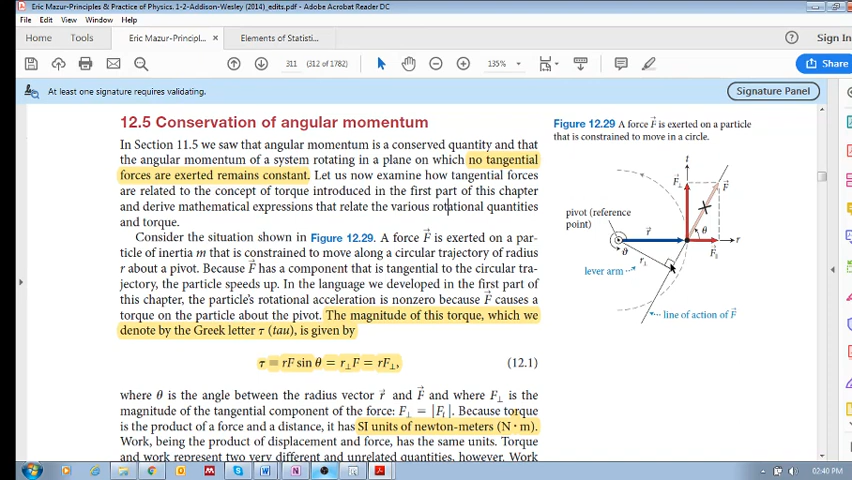 Eric Mazur-Principles & Practice of Physics. 1-2-Addison-Wesley (2014)_edits.pdf - Adobe Acrobat Reader DC
File Edit View Window Help
Home Tools Eric Mazur-Principl... × Elements of Statisti... Sign In
311 (312 of 1782) 135% Share
At least one signature requires validating. Signature Panel
12.5 Conservation of angular momentum
In Section 11.5 we saw that angular momentum is a conserved quantity and that
the angular momentum of a system rotating in a plane on which no tangential
forces are exerted remains constant. Let us now examine how tangential forces
are related to the concept of torque introduced in the first part of this chapter
and derive mathematical expressions that relate the various rotational quantities
and torque.
Consider the situation shown in Figure 12.29. A force F⃗ is exerted on a par-
ticle of inertia m that is constrained to move along a circular trajectory of radius
r about a pivot. Because F⃗ has a component that is tangential to the circular tra-
jectory, the particle speeds up. In the language we developed in the first part of
this chapter, the particle's rotational acceleration is nonzero because F⃗ causes a
torque on the particle about the pivot. The magnitude of this torque, which we
denote by the Greek letter τ (tau), is given by
τ ≡ rF sin θ = r⊥F = rF⊥, (12.1)
where θ is the angle between the radius vector r⃗ and F⃗ and where F⊥ is the
magnitude of the tangential component of the force: F⊥ = |Ft|. Because torque
is the product of a force and a distance, it has SI units of newton-meters (N · m).
Work, being the product of displacement and force, has the same units. Torque
and work represent two very different and unrelated quantities, however. Work
Figure 12.29 A force F⃗ is exerted on a particle
that is constrained to move in a circle.
t
F⃗⊥
F⃗
pivot (reference
point)
r⃗
θ
r
θ
r⊥
F⃗∥
lever arm
line of action of F⃗
02:40 PM